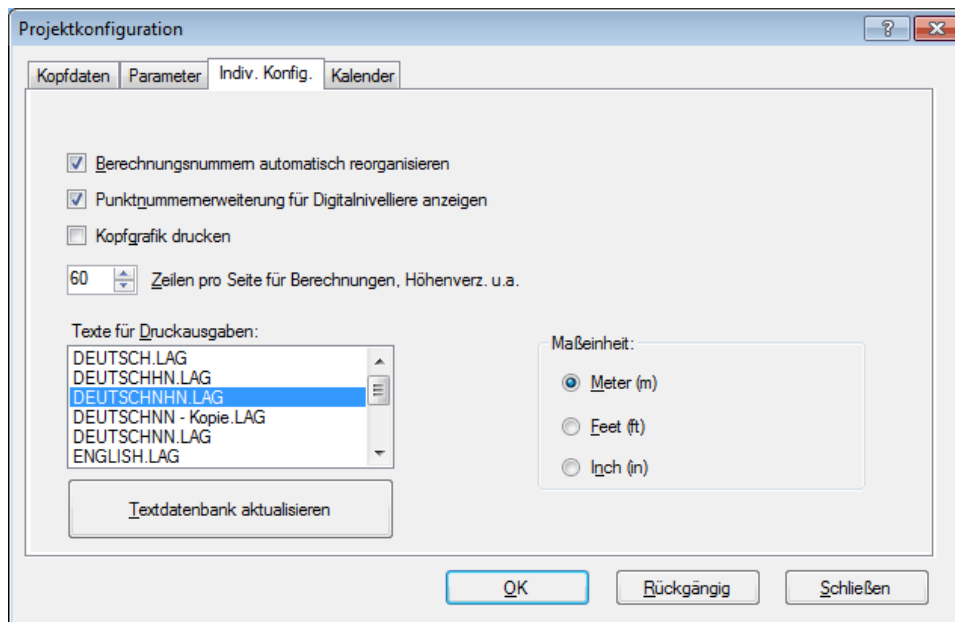 Projektkonfiguration
Kopfdaten Parameter Indiv. Konfig. Kalender
Berechnungsnummern automatisch reorganisieren
Punktnummernerweiterung für Digitalnivelliere anzeigen
Kopfgrafik drucken
60 Zeilen pro Seite für Berechnungen, Höhenverz. u.a.
Texte für Druckausgaben:
DEUTSCH.LAG
DEUTSCHHN.LAG
DEUTSCHNHN.LAG
DEUTSCHNN - Kopie.LAG
DEUTSCHNN.LAG
ENGLISH.LAG
Textdatenbank aktualisieren
Maßeinheit:
Meter (m)
Feet (ft)
Inch (in)
OK Rückgängig Schließen